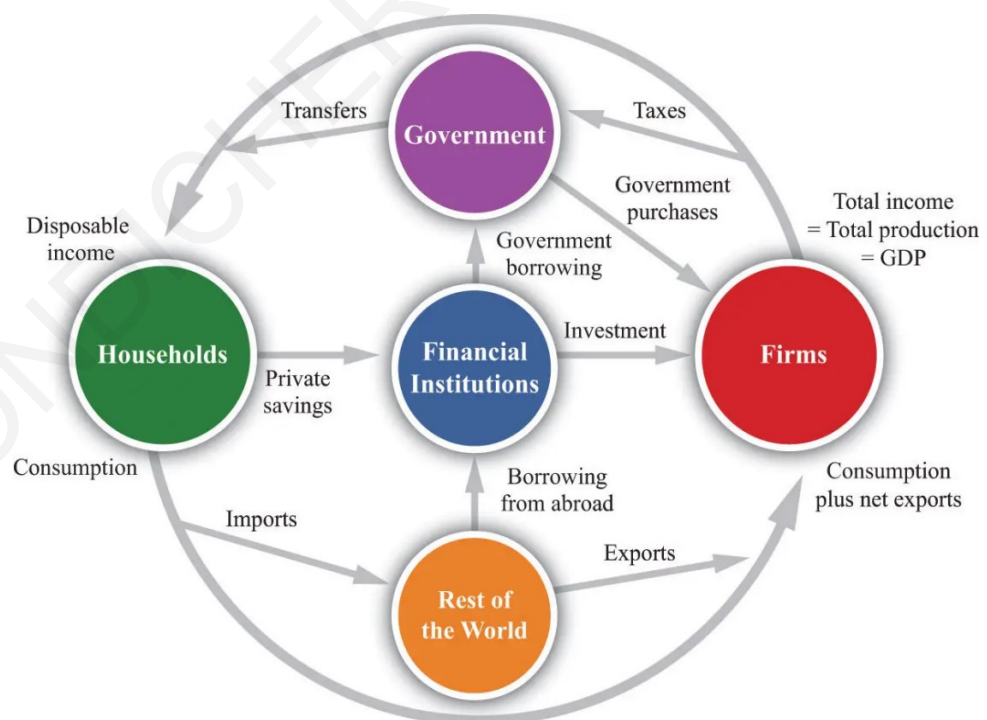 Transfers
Government
Taxes
Government
purchases
Total income
= Total production
= GDP
Disposable
income
Government
borrowing
Households
Financial
Institutions
Investment
Firms
Private
savings
Consumption
Borrowing
from abroad
Consumption
plus net exports
Imports
Exports
Rest of
the World